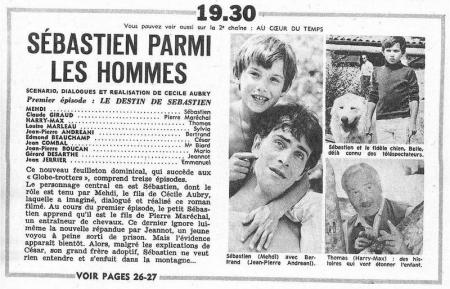 19.30
Vous pouvez voir aussi sur la 2e chaîne : AU CŒUR DU TEMPS
SÉBASTIEN PARMI
LES HOMMES
SCENARIO, DIALOGUES ET REALISATION DE CECILE AUBRY
Premier épisode : LE DESTIN DE SEBASTIEN
MEHDI Sébastien
Claude GIRAUD Pierre Maréchal
HARRY-MAX Thomas
Louise MARLEAU Sylvia
Jean-Pierre ANDREANI Bertrand
Edmond BEAUCHAMP César
Jean COMBAL Me Biard
Jean-Pierre BOUCAN Mario
Gérard DESARTHE Jeannot
Jean JERRIER Emmanuel
Ce nouveau feuilleton dominical, qui succède aux
« Globe-trotters », comprend treize épisodes.
Le personnage central en est Sébastien, dont le
rôle est tenu par Mehdi, le fils de Cécile Aubry,
laquelle a imaginé, dialogué et réalisé ce roman
filmé. Au cours du premier épisode, le petit Sébas-
tien apprend qu'il est le fils de Pierre Maréchal,
un entraîneur de chevaux. Ce dernier ignore lui-
même la nouvelle répandue par Jeannot, un jeune
voyou à peine sorti de prison. Mais l'évidence
apparaît bientôt. Alors, malgré les explications de
César, son grand frère adoptif, Sébastien ne veut
rien entendre et s'enfuit dans la montagne...
VOIR PAGES 26-27
Sébastien (Mehdi) avec Ber-
trand (Jean-Pierre Andreani).
Sébastien et le fidèle chien, Belle,
déjà connu des téléspectateurs.
Thomas (Harry-Max) : des his-
toires qui vont étonner l'enfant.